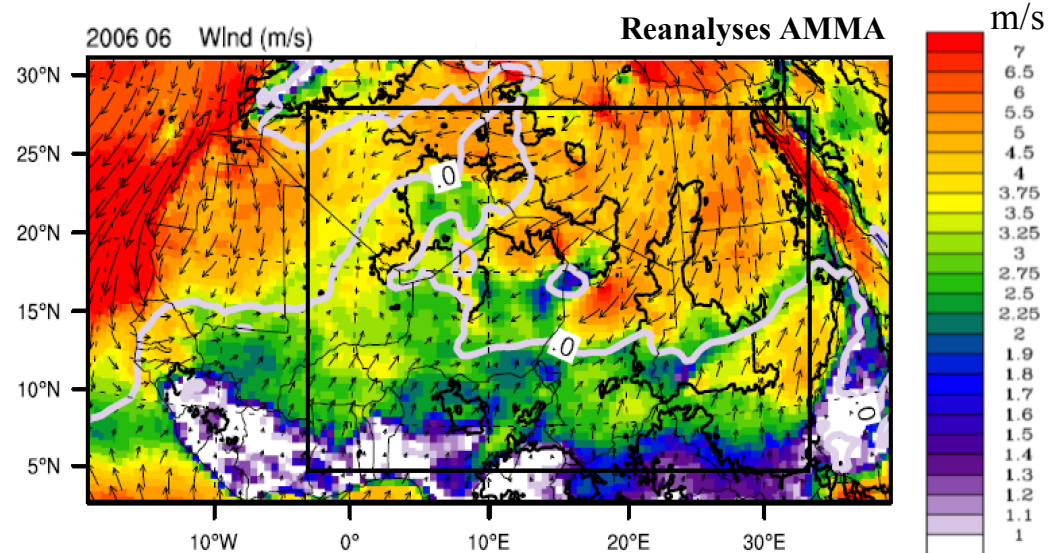 m/s
2006 06 WInd (m/s)
Reanalyses AMMA
30°N
25°N
20°N
15°N
10°N
5°N
10°W
0°
10°E
20°E
30°E
.0
.0
.0
7
6.5
6
5.5
5
4.5
4
3.75
3.5
3.25
3
2.75
2.5
2.25
2
1.9
1.8
1.7
1.6
1.5
1.4
1.3
1.2
1.1
1